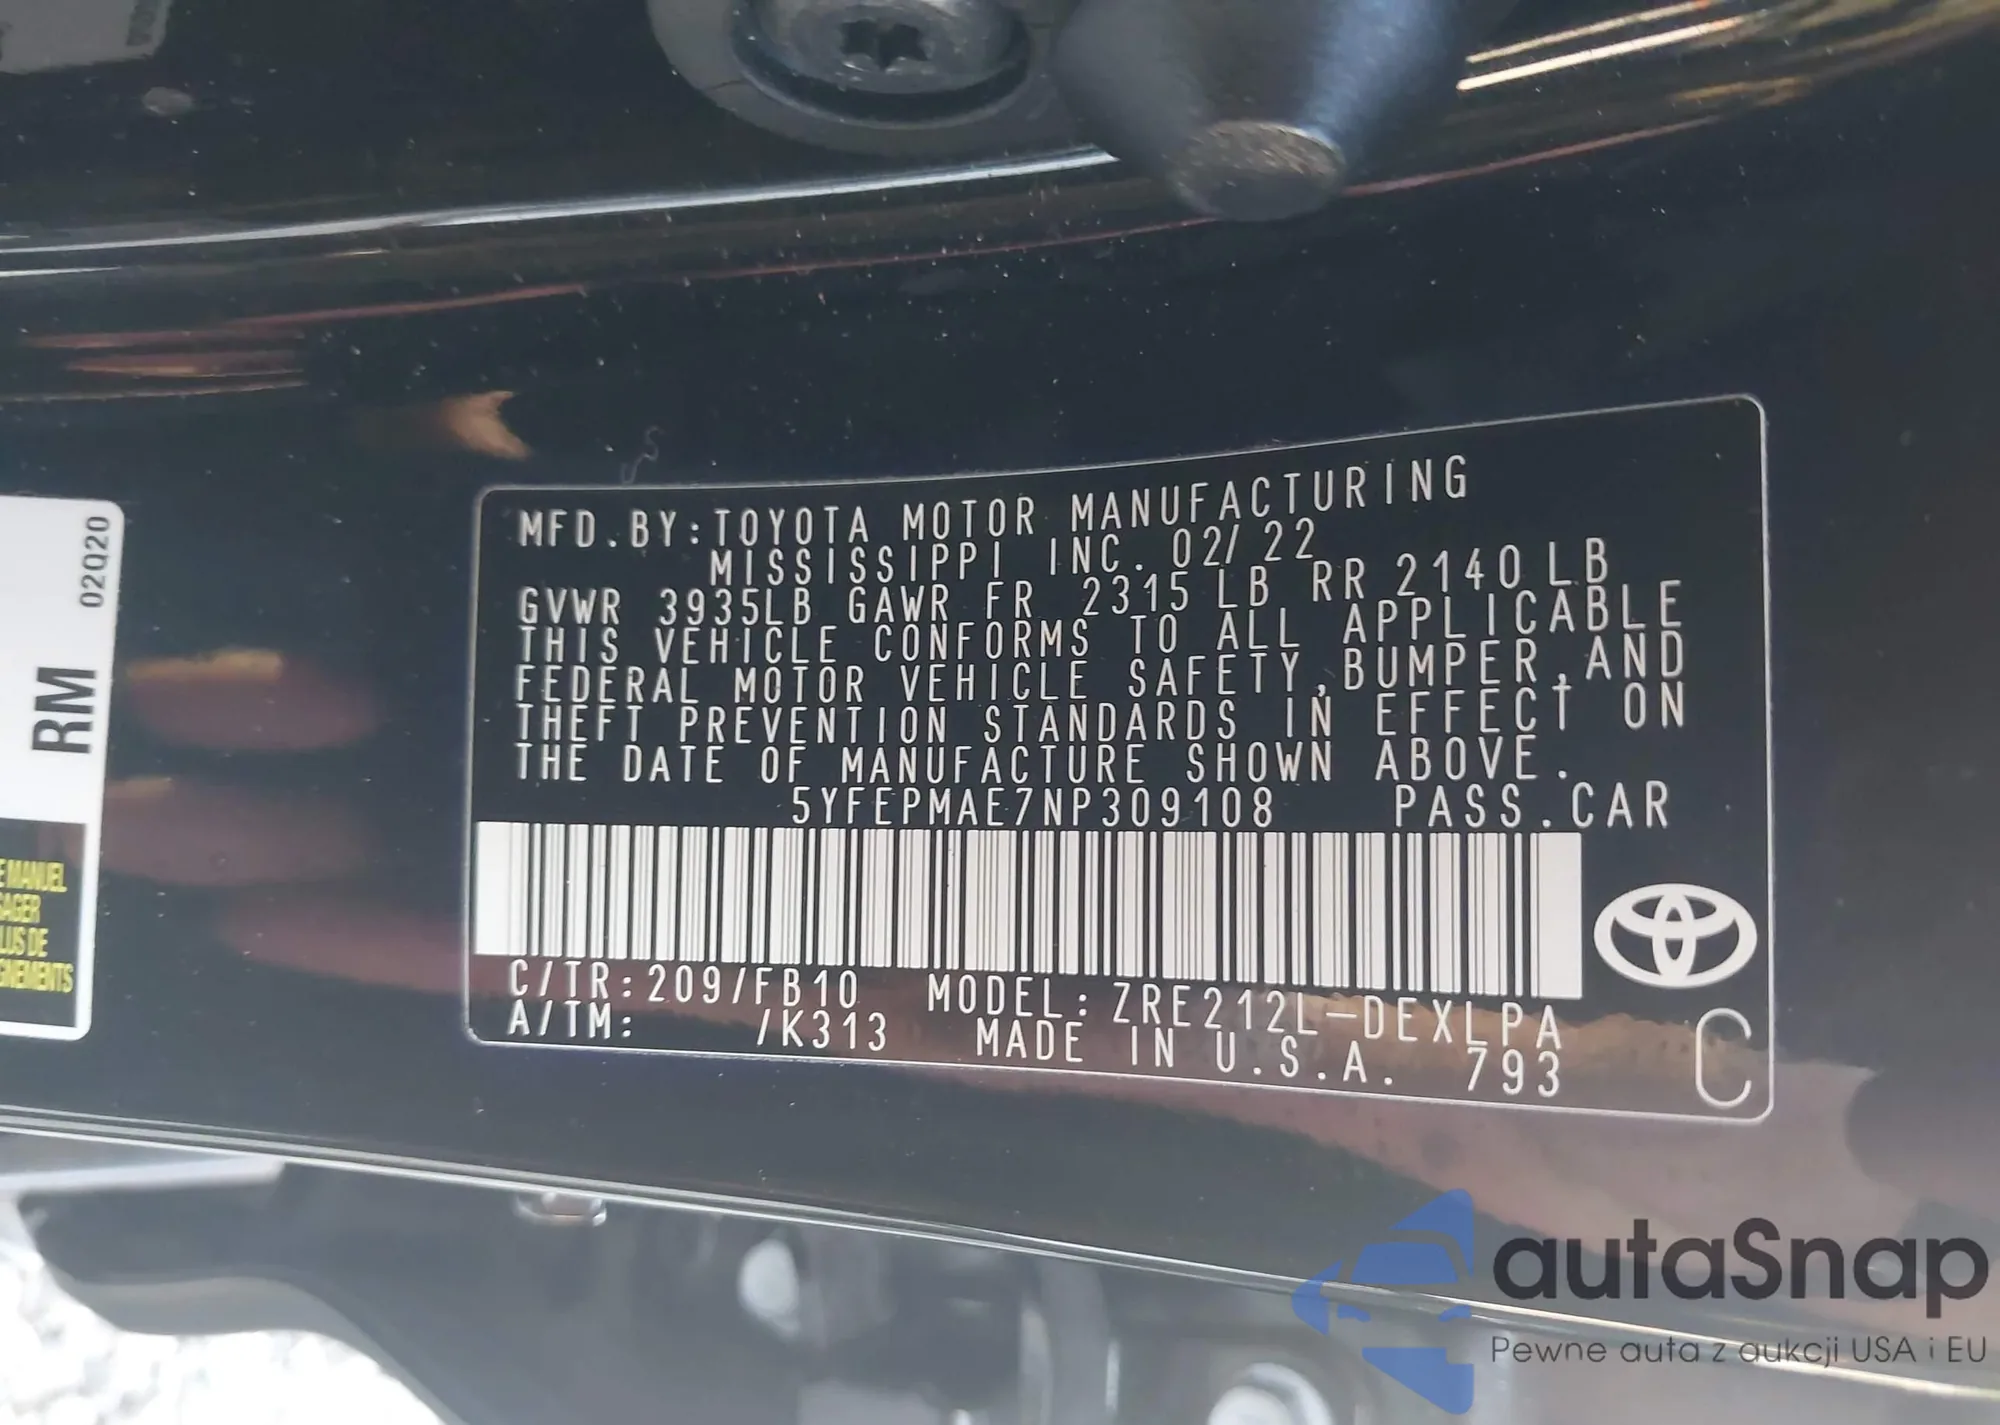 MFD.BY:TOYOTA MOTOR MANUFACTURING
MISSISSIPPI INC. 02/22
GVWR 3935LB GAWR FR 2315 LB RR 2140 LB
THIS VEHICLE CONFORMS TO ALL APPLICABLE
FEDERAL MOTOR VEHICLE SAFETY,BUMPER,AND
THEFT PREVENTION STANDARDS IN EFFECT ON
THE DATE OF MANUFACTURE SHOWN ABOVE.
5YFEPMAE7NP309108 PASS.CAR
C/TR:209/FB10 MODEL:ZRE212L-DEXLPA
A/TM: /K313 MADE IN U.S.A. 793
C
02020
RM
E MANUEL
LUS DE
autaSnap
Pewne auta z aukcji USA i EU